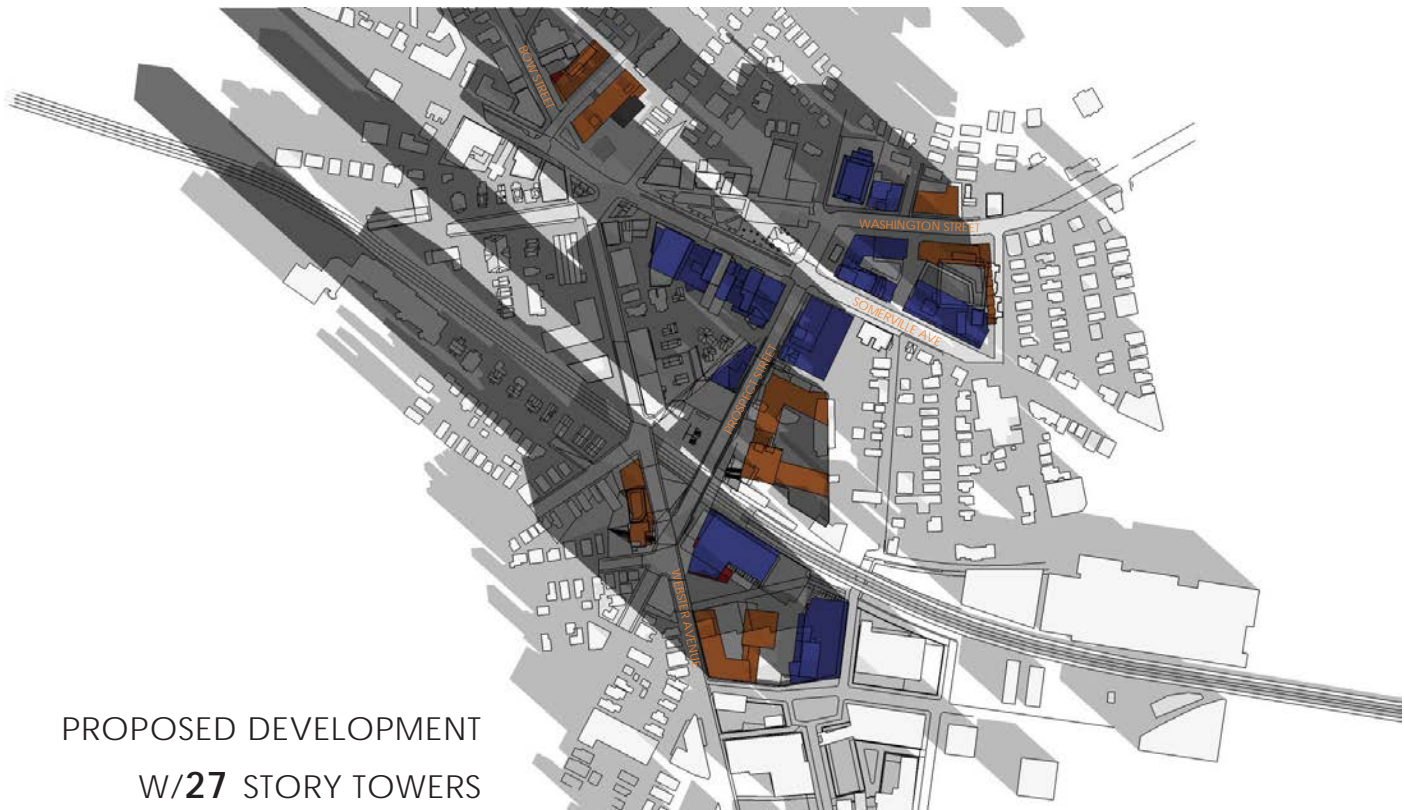 BOW STREET
WASHINGTON STREET
SOMERVILLE AVE
PROSPECT STREET
WEBSTER AVENUE
PROPOSED DEVELOPMENT
W/27 STORY TOWERS